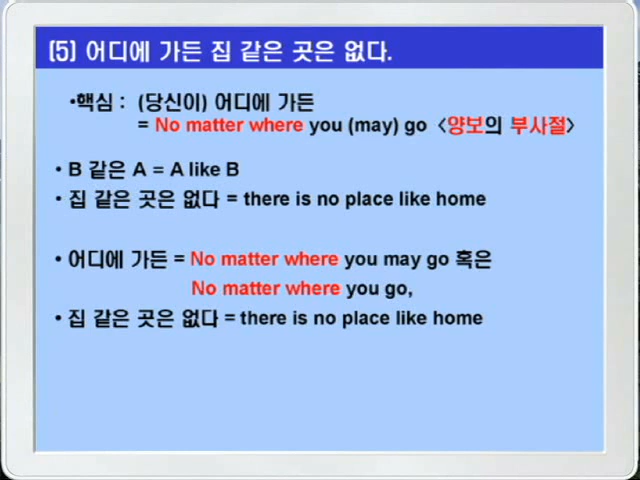 (5) 어디에 가든 집 같은 곳은 없다.
•핵심 : (당신이) 어디에 가든
= No matter where you (may) go <양보의 부사절>
• B 같은 A = A like B
• 집 같은 곳은 없다 = there is no place like home
• 어디에 가든 = No matter where you may go 혹은
No matter where you go,
• 집 같은 곳은 없다 = there is no place like home